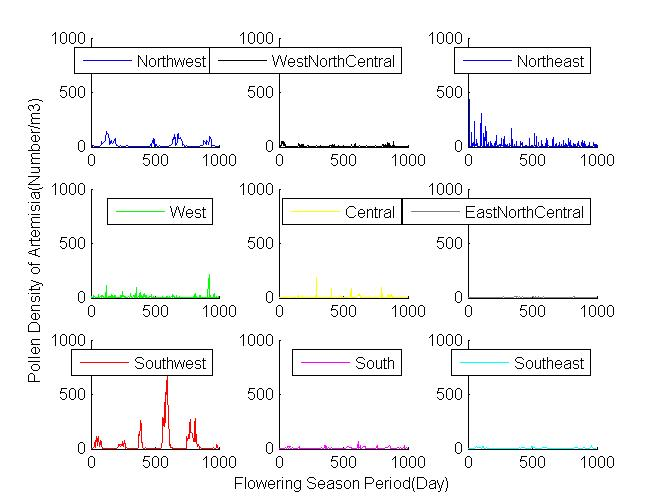 Pollen Density of Artemisia(Number/m3)
1000
500
0
Northwest
0 500 1000
1000
500
0
WestNorthCentral
0 500 1000
1000
500
0
Northeast
0 500 1000
1000
500
0
West
0 500 1000
1000
500
0
Central
0 500 1000
1000
500
0
EastNorthCentral
0 500 1000
1000
500
0
Southwest
0 500 1000
1000
500
0
South
0 500 1000
1000
500
0
Southeast
0 500 1000
Flowering Season Period(Day)